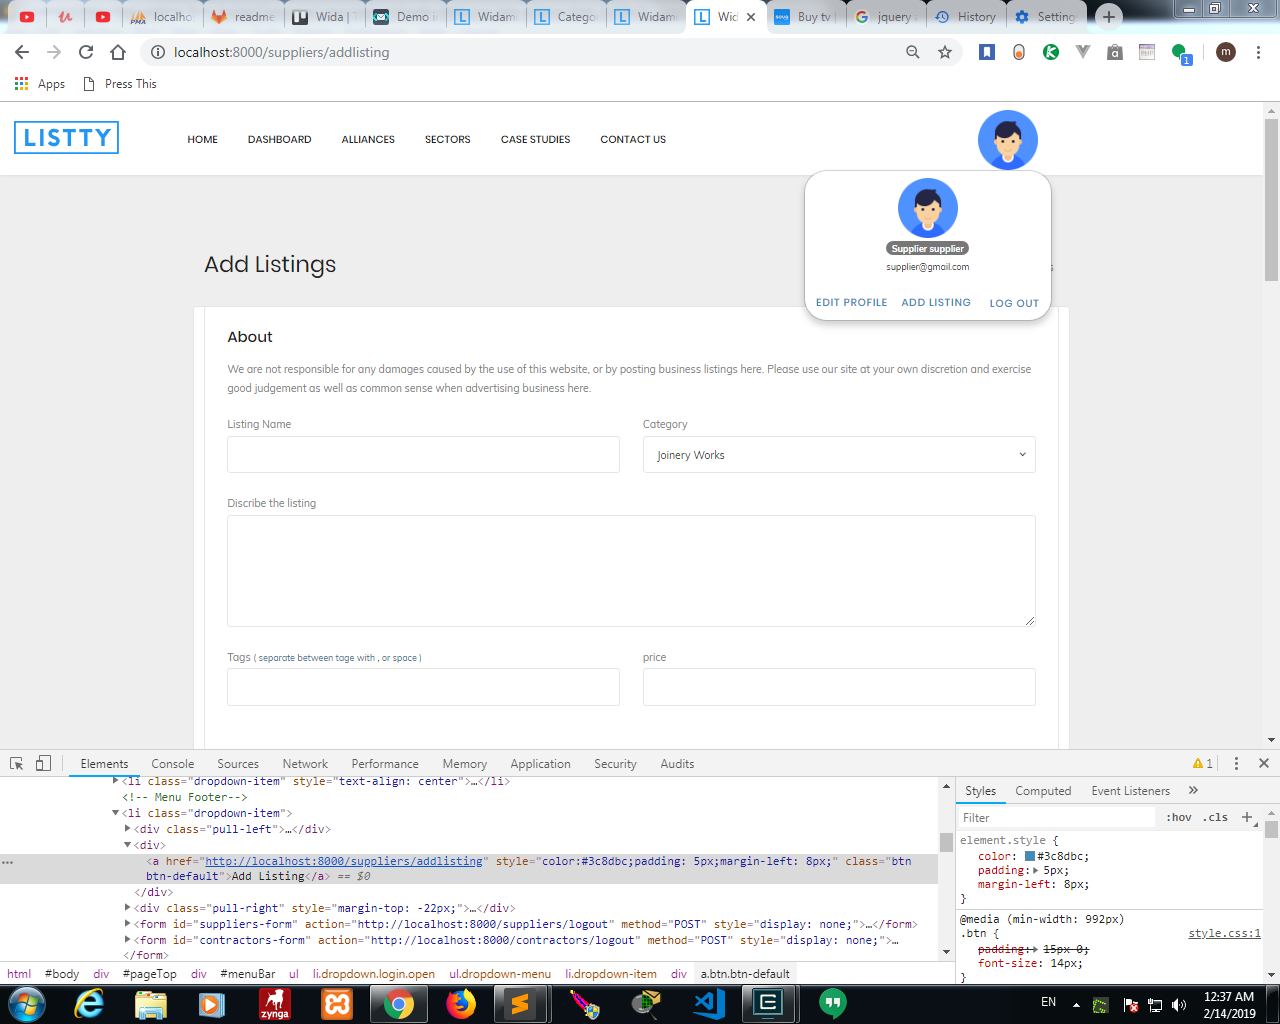 localho
readme
Wida | T
Demo i
Widam
Catego
Widam
Wid
Buy tv |
jquery
History
Setting
localhost:8000/suppliers/addlisting
m
1
Apps
Press This
LISTTY
HOME
DASHBOARD
ALLIANCES
SECTORS
CASE STUDIES
CONTACT US
Supplier supplier
supplier@gmail.com
s
EDIT PROFILE
ADD LISTING
LOG OUT
Add Listings
About
We are not responsible for any damages caused by the use of this website, or by posting business listings here. Please use our site at your own discretion and exercise
good judgement as well as common sense when advertising business here.
Listing Name
Category
Joinery Works
Discribe the listing
Tags ( separate between tage with , or space )
price
Elements
Console
Sources
Network
Performance
Memory
Application
Security
Audits
1
<li class="dropdown-item" style="text-align: center">…</li>
<!-- Menu Footer-->
<li class="dropdown-item">
<div class="pull-left">…</div>
<div>
<a href="http://localhost:8000/suppliers/addlisting" style="color:#3c8dbc;padding: 5px;margin-left: 8px;" class="btn
btn-default">Add Listing</a> == $0
</div>
<div class="pull-right" style="margin-top: -22px;">…</div>
<form id="suppliers-form" action="http://localhost:8000/suppliers/logout" method="POST" style="display: none;">…</form>
<form id="contractors-form" action="http://localhost:8000/contractors/logout" method="POST" style="display: none;">…
</form>
Styles
Computed
Event Listeners
»
Filter
:hov
.cls
+
element.style {
color: #3c8dbc;
padding: 5px;
margin-left: 8px;
}
@media (min-width: 992px)
.btn {
style.css:1
padding: 15px 0;
font-size: 14px;
}
html
#body
div
#pageTop
div
#menuBar
ul
li.dropdown.login.open
ul.dropdown-menu
li.dropdown-item
div
a.btn.btn-default
zynga
EN
12:37 AM
2/14/2019